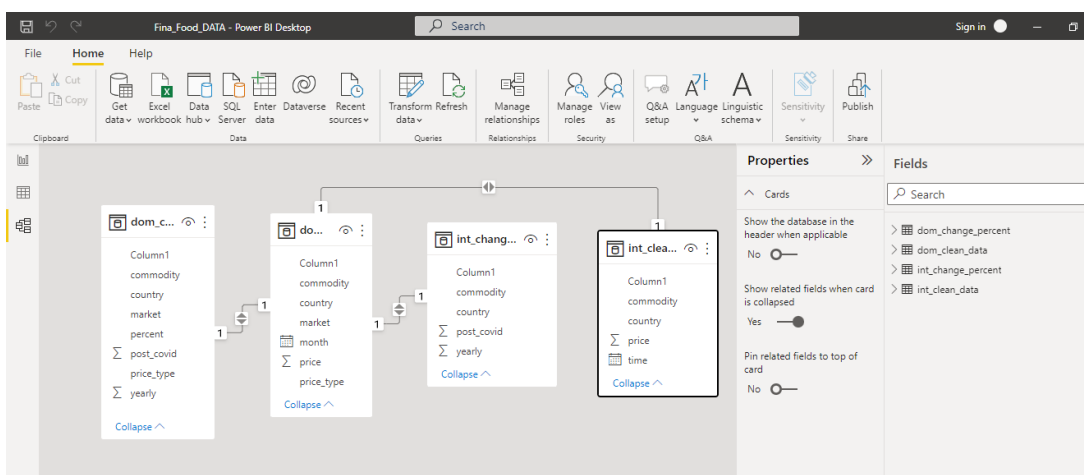 Fina_Food_DATA - Power BI Desktop
Search
Sign in
File Home Help
Paste
Cut
Copy
Get data
Excel workbook
Data hub
SQL Server
Enter data
Dataverse
Recent sources
Transform data
Refresh
Manage relationships
Manage roles
View as
Q&A setup
Language
Linguistic schema
Sensitivity
Publish
Clipboard
Data
Queries
Relationships
Security
Q&A
Sensitivity
Share
dom_c...
Column1
commodity
country
market
percent
post_covid
price_type
yearly
Collapse
1
1
1
do...
Column1
commodity
country
market
month
price
price_type
Collapse
1
1
int_chang...
Column1
commodity
country
post_covid
yearly
Collapse
1
int_clea...
Column1
commodity
country
price
time
Collapse
Properties
Cards
Show the database in the
header when applicable
No
Show related fields when card
is collapsed
Yes
Pin related fields to top of
card
No
Fields
Search
dom_change_percent
dom_clean_data
int_change_percent
int_clean_data